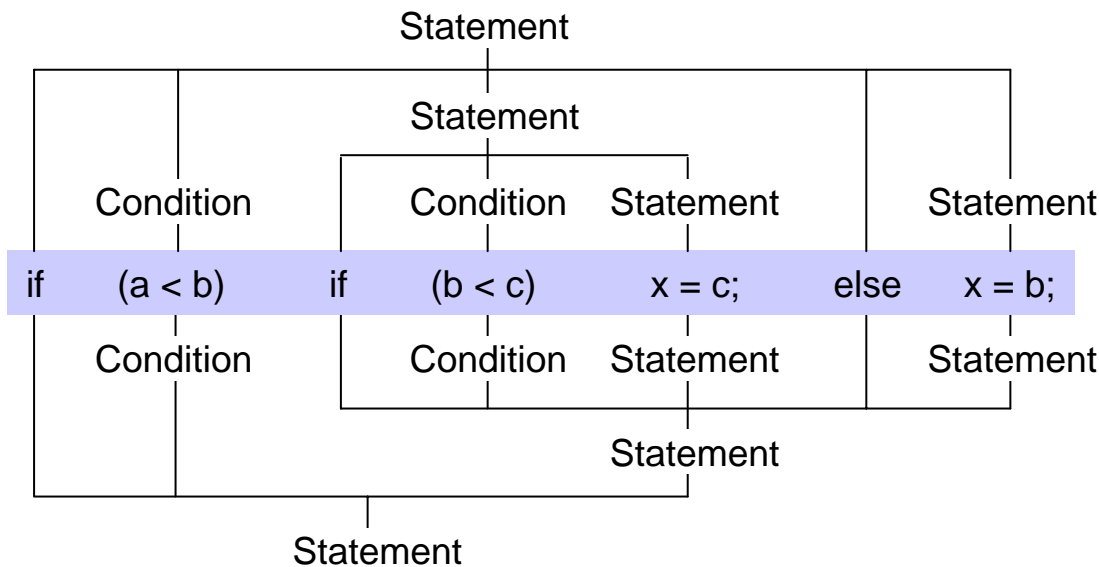 Statement
Statement
Condition Condition Statement Statement
if (a < b) if (b < c) x = c; else x = b;
Condition Condition Statement Statement
Statement
Statement